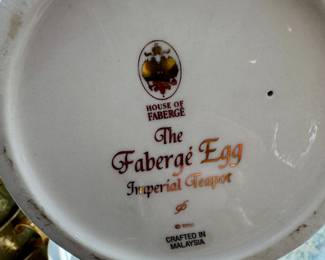 HOUSE OF
FABERGÉ
The
Fabergé Egg
Imperial Teapot
CRAFTED IN
MALAYSIA